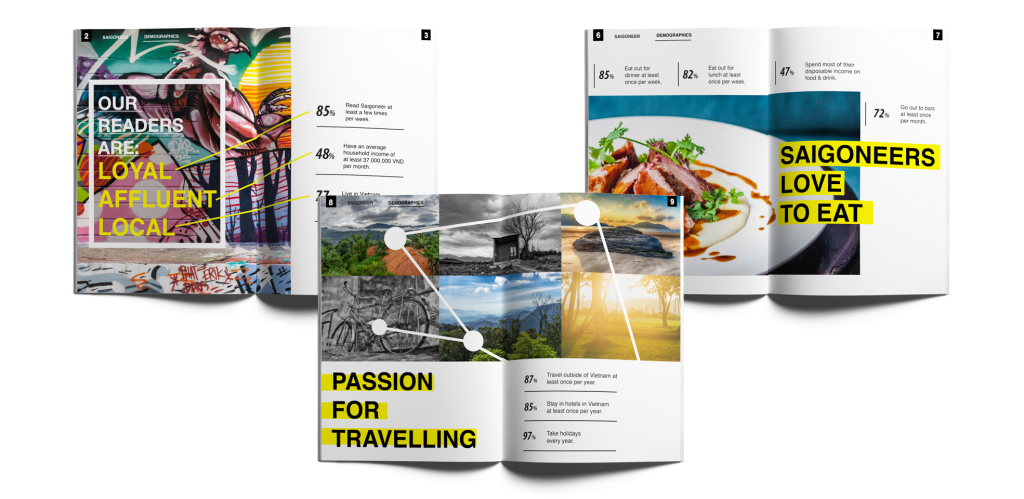 2
SAIGONEER
DEMOGRAPHICS
3
OUR
READERS
ARE:
LOYAL
AFFLUENT
LOCAL
85%
Read Saigoneer at
least a few times
per week.
48%
Have an average
household income of
at least 37.000.000 VND
per month.
77
Live in Vietnam
6
SAIGONEER
DEMOGRAPHICS
7
85%
Eat out for
dinner at least
once per week.
82%
Eat out for
lunch at least
once per week.
47%
Spend most of their
disposable income on
food & drink.
72%
Go out to bars
at least once
per month.
SAIGONEERS
LOVE
TO EAT
8
SAIGONEER
DEMOGRAPHICS
9
PASSION
FOR
TRAVELLING
87%
Travel outside of Vietnam at
least once per year.
85%
Stay in hotels in Vietnam
at least once per year.
97%
Take holidays
every year.